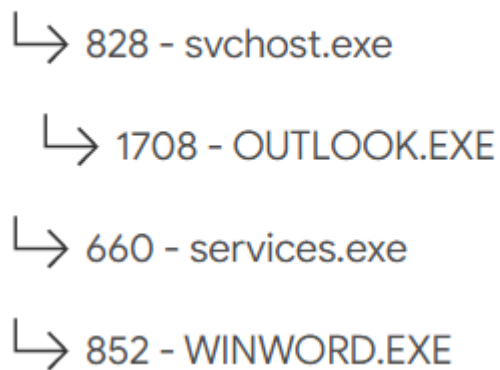 828 - svchost.exe
1708 - OUTLOOK.EXE
660 - services.exe
852 - WINWORD.EXE